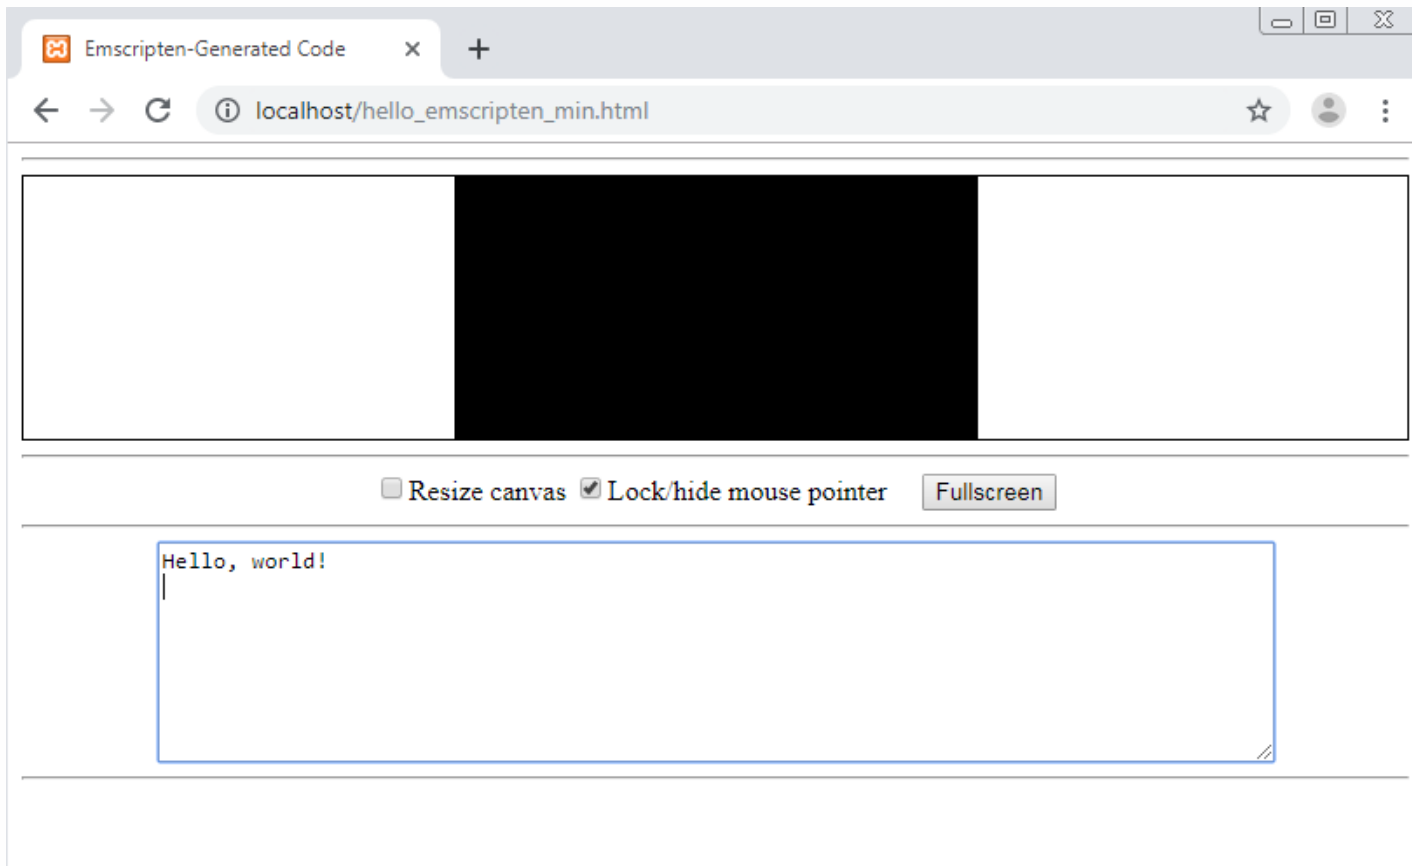 Emscripten-Generated Code
localhost/hello_emscripten_min.html
Resize canvas Lock/hide mouse pointer Fullscreen
Hello, world!